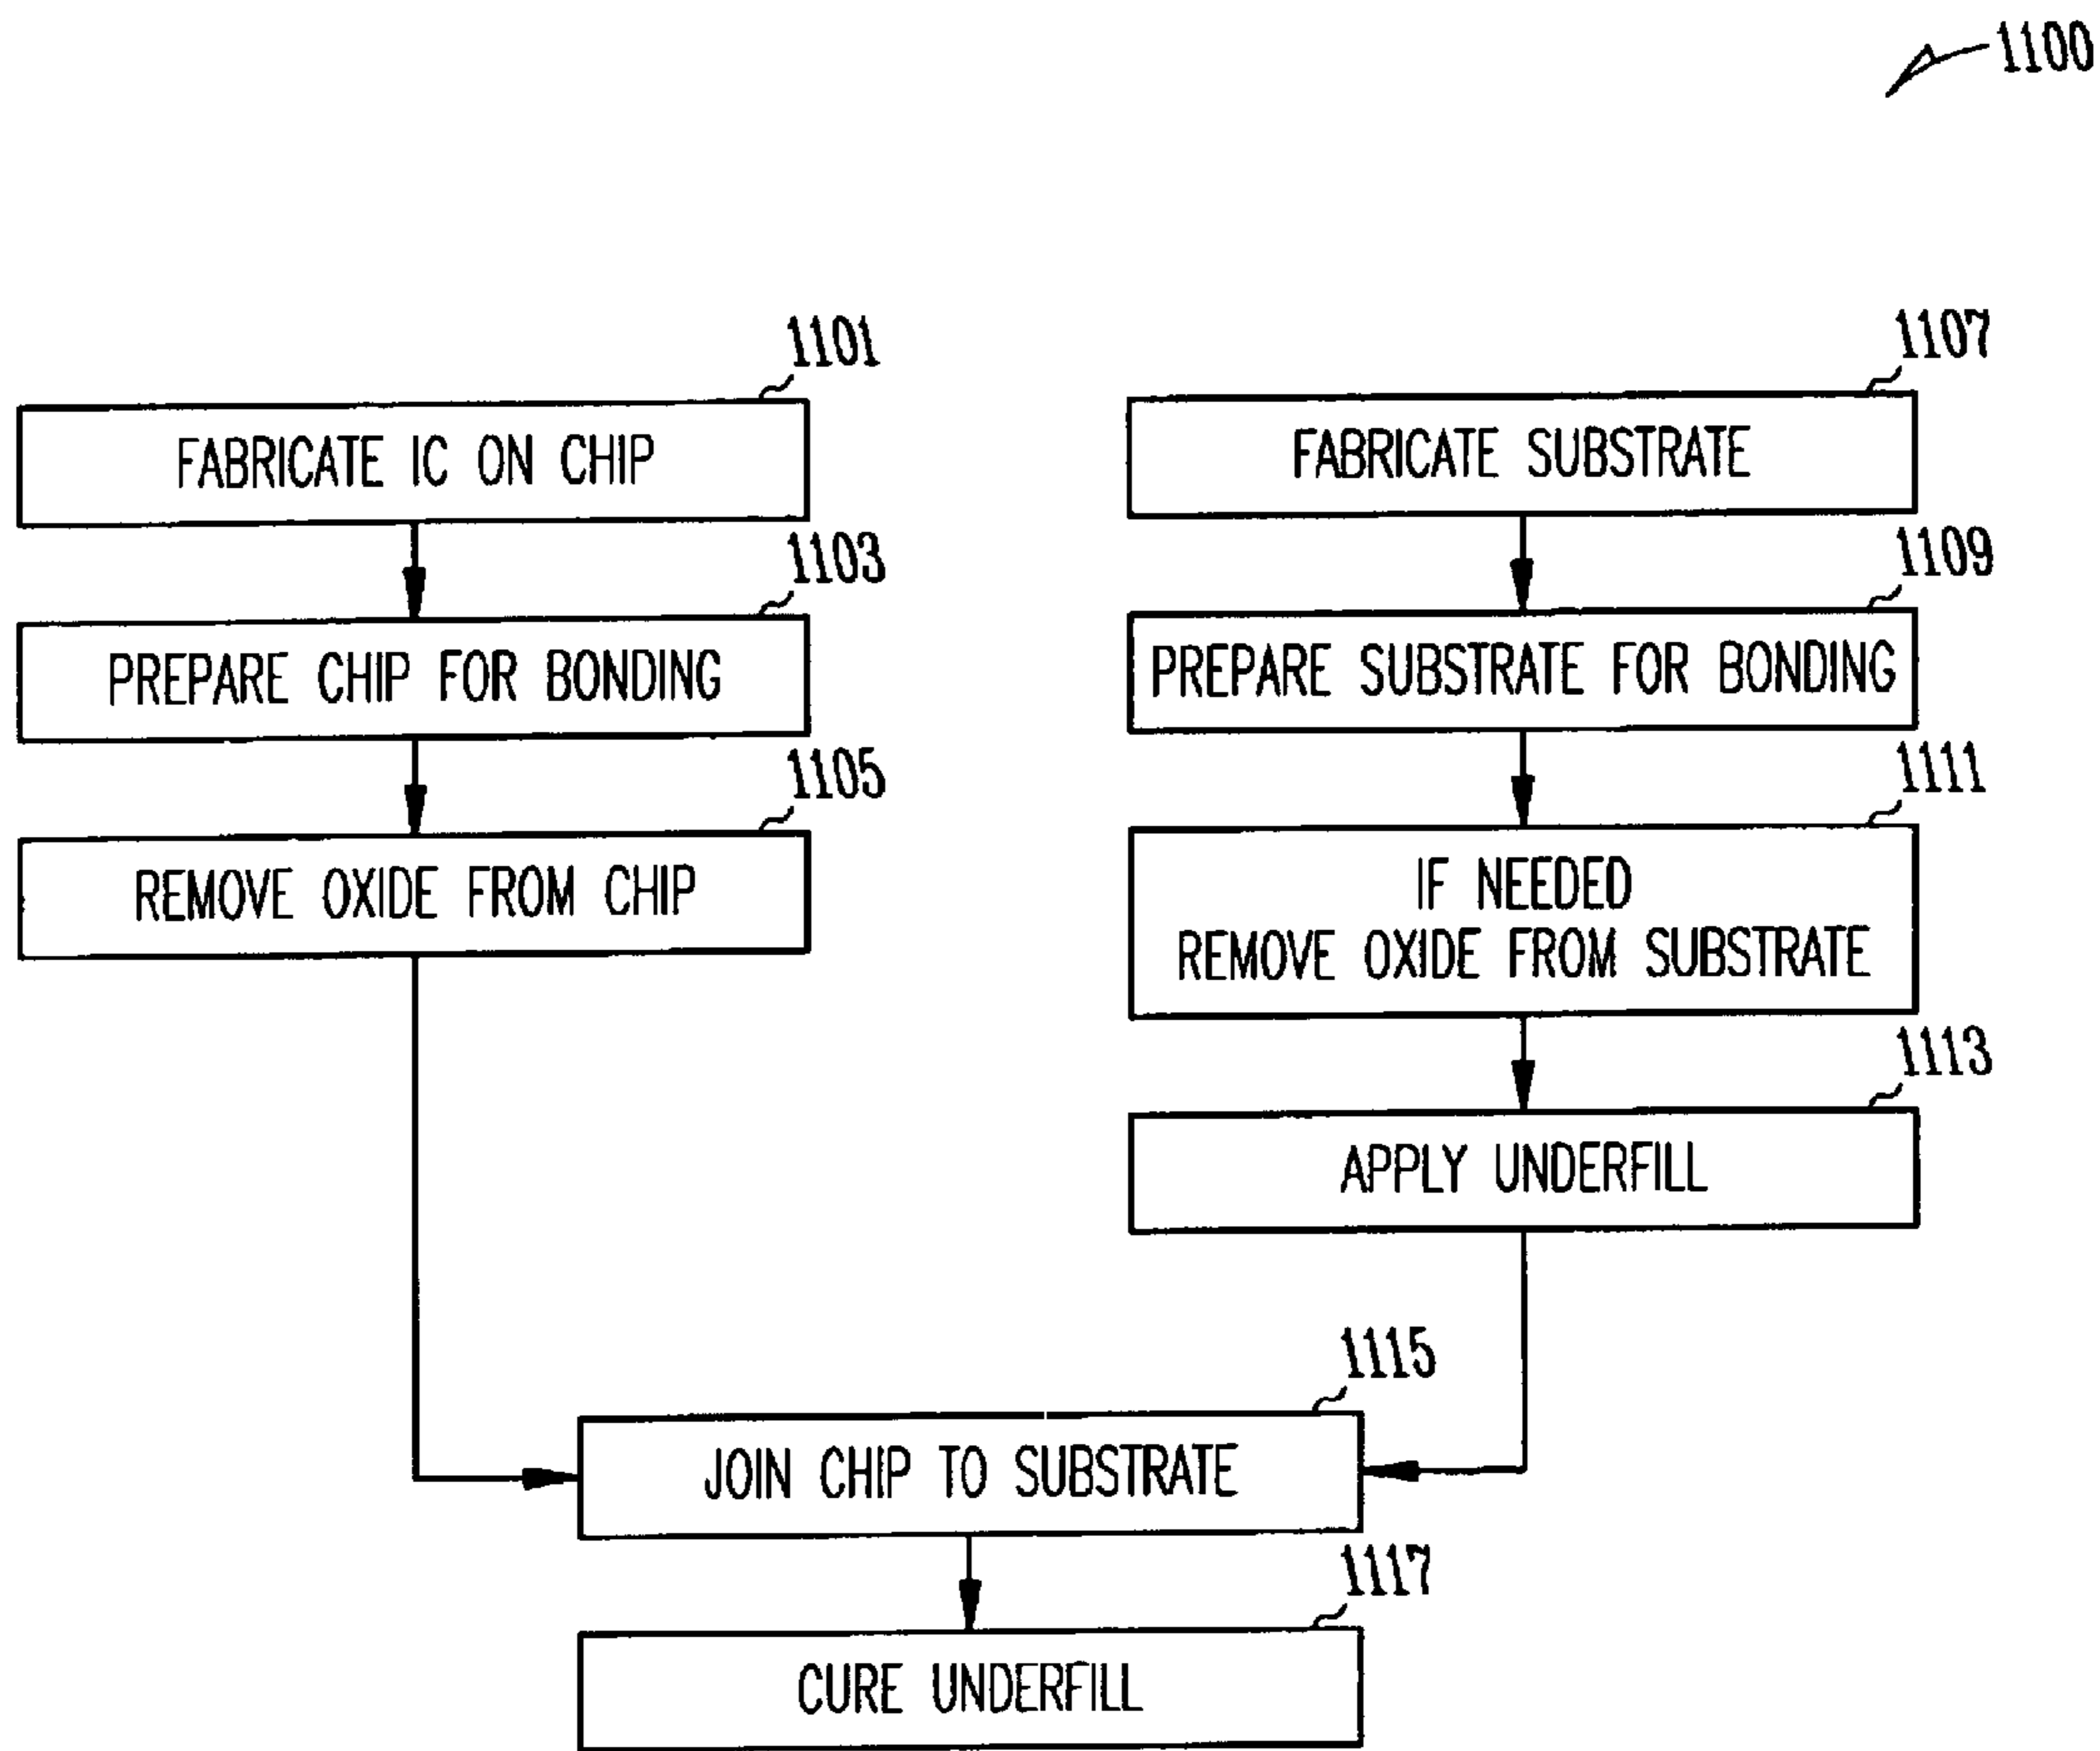 1100
1101
FABRICATE IC ON CHIP
1103
PREPARE CHIP FOR BONDING
1105
REMOVE OXIDE FROM CHIP
1107
FABRICATE SUBSTRATE
1109
PREPARE SUBSTRATE FOR BONDING
1111
IF NEEDED
REMOVE OXIDE FROM SUBSTRATE
1113
APPLY UNDERFILL
1115
JOIN CHIP TO SUBSTRATE
1117
CURE UNDERFILL